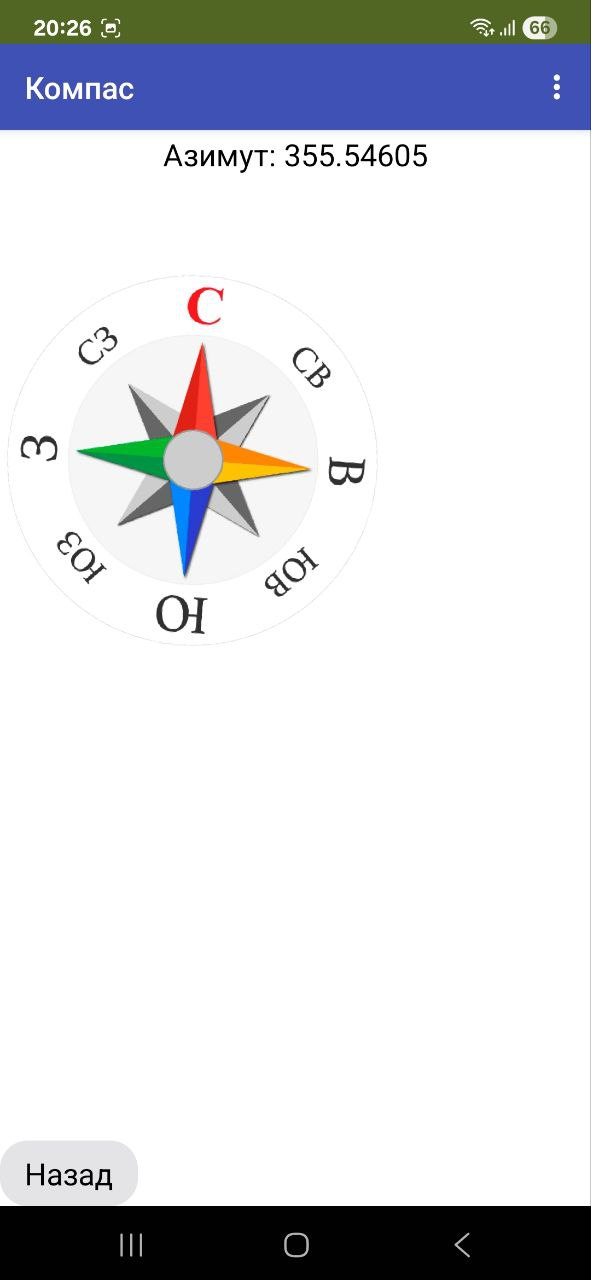 20:26
66
Компас
Азимут: 355.54605
С
СЗ
СВ
З
В
ЮЗ
ЮВ
Ю
Назад